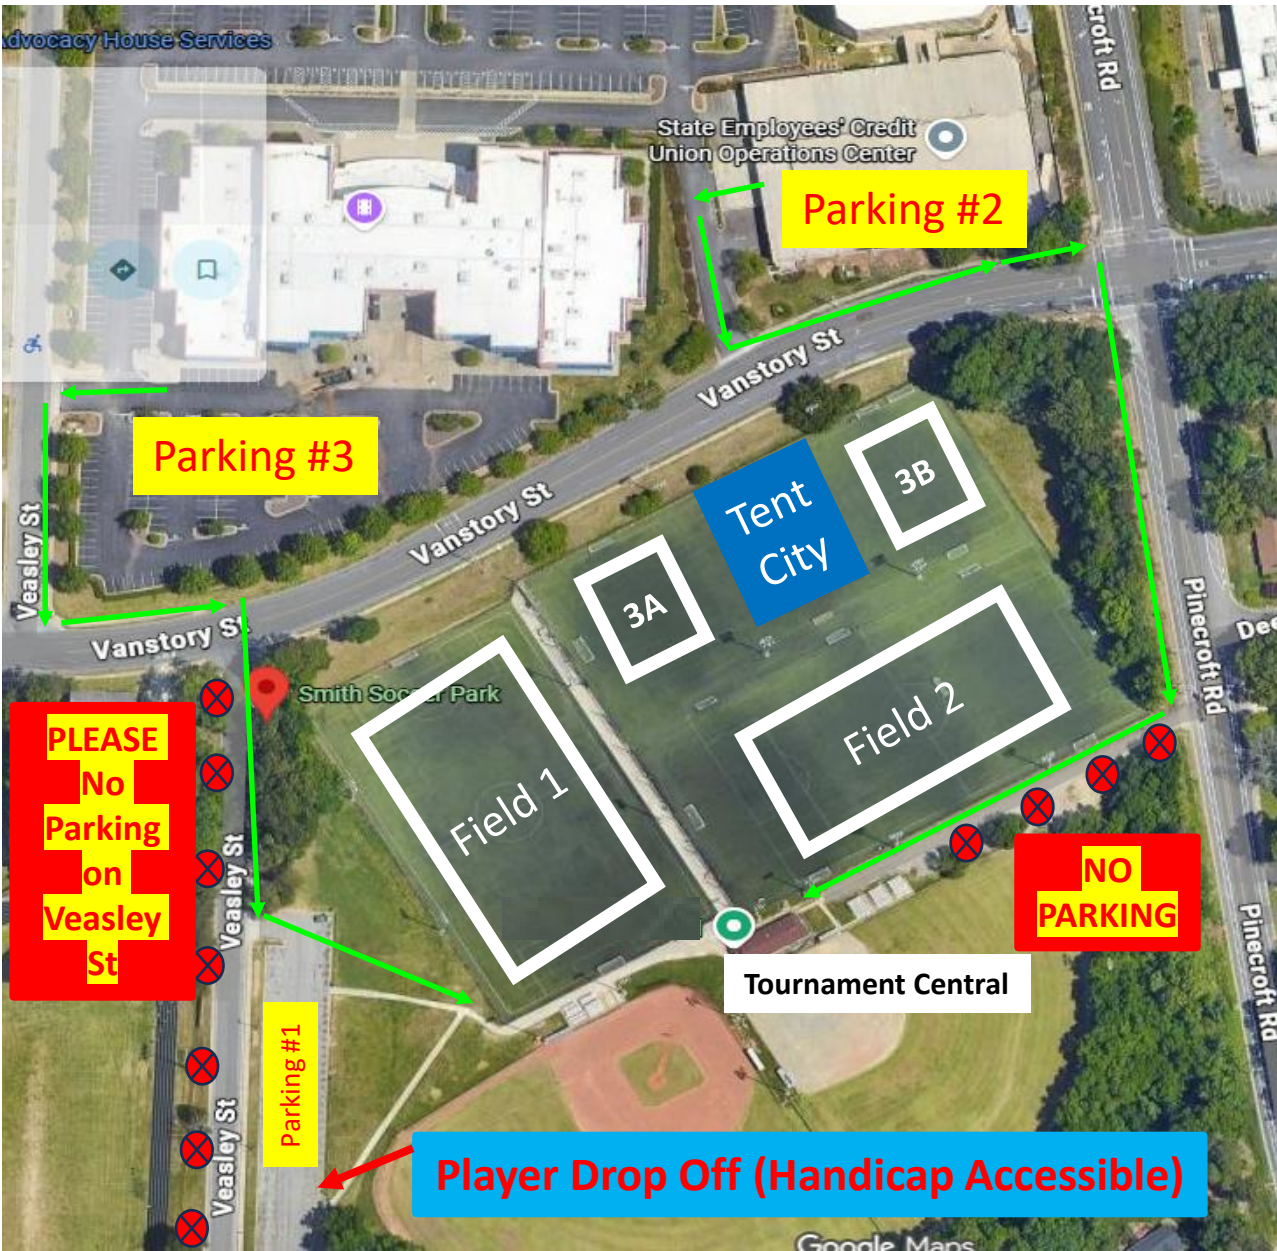 Advocacy House Services
croft Rd
State Employees' Credit
Union Operations Center
Parking #2
Vanstory St
Parking #3
Veasley St
Vanstory St
Tent
City
3B
3A
Vanstory St
Pinecroft Rd
Dee
Smith Soccer Park
PLEASE
No
Parking
on
Veasley
St
Field 1
Field 2
Veasley St
NO
PARKING
Pinecroft Rd
Tournament Central
Parking #1
Veasley St
Player Drop Off (Handicap Accessible)
Google Maps